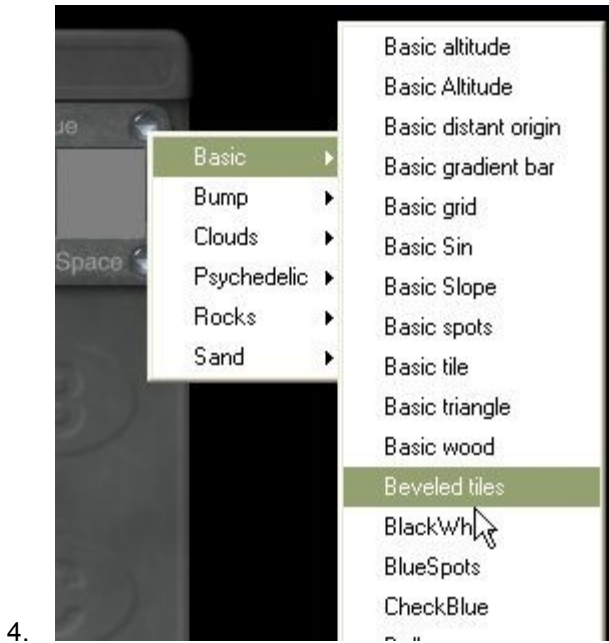 ue
Space
Basic
Bump
Clouds
Psychedelic
Rocks
Sand
Basic altitude
Basic Altitude
Basic distant origin
Basic gradient bar
Basic grid
Basic Sin
Basic Slope
Basic spots
Basic tile
Basic triangle
Basic wood
Beveled tiles
BlackWh
BlueSpots
CheckBlue
4.